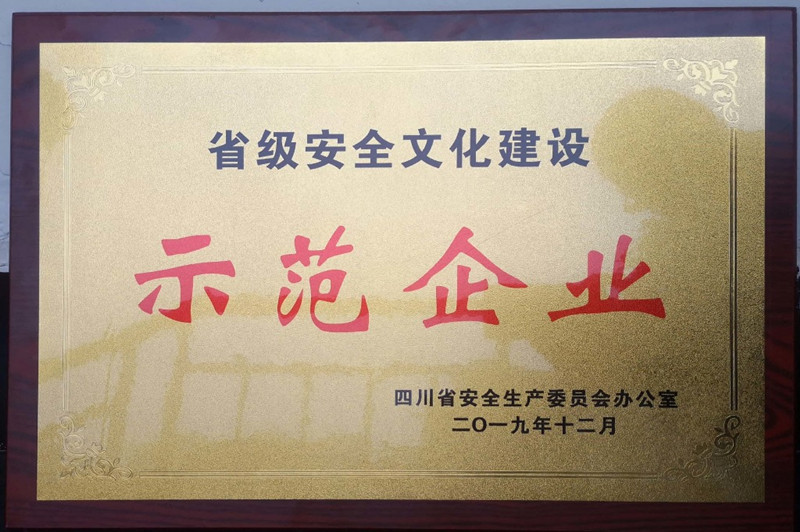 省级安全文化建设
示范企业
四川省安全生产委员会办公室
二O一九年十二月